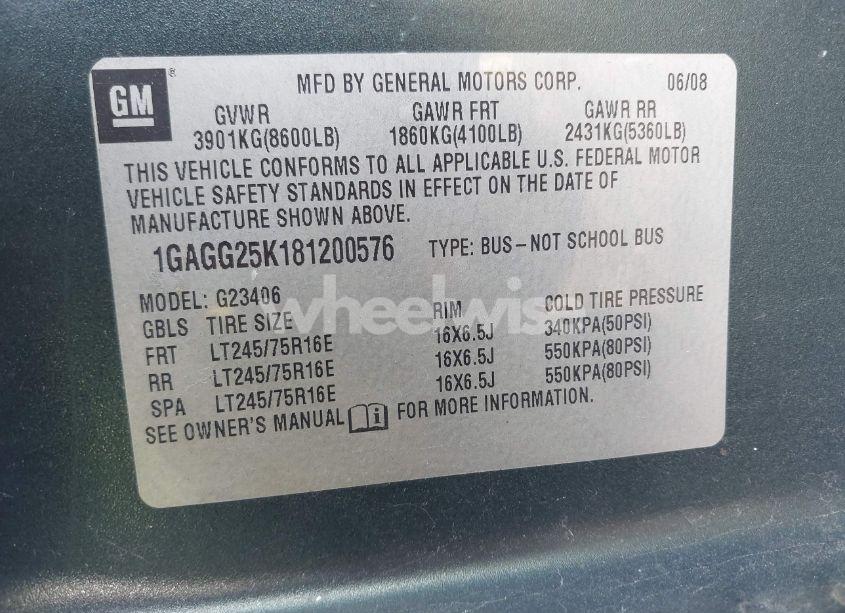 GM®
MFD BY GENERAL MOTORS CORP. 06/08
GVWR GAWR FRT GAWR RR
3901KG(8600LB) 1860KG(4100LB) 2431KG(5360LB)
THIS VEHICLE CONFORMS TO ALL APPLICABLE U.S. FEDERAL MOTOR
VEHICLE SAFETY STANDARDS IN EFFECT ON THE DATE OF
MANUFACTURE SHOWN ABOVE.
1GAGG25K181200576 TYPE: BUS–NOT SCHOOL BUS
MODEL: G23406
GBLS TIRE SIZE RIM COLD TIRE PRESSURE
FRT LT245/75R16E 16X6.5J 340KPA(50PSI)
RR LT245/75R16E 16X6.5J 550KPA(80PSI)
SPA LT245/75R16E 16X6.5J 550KPA(80PSI)
SEE OWNER'S MANUAL i FOR MORE INFORMATION.